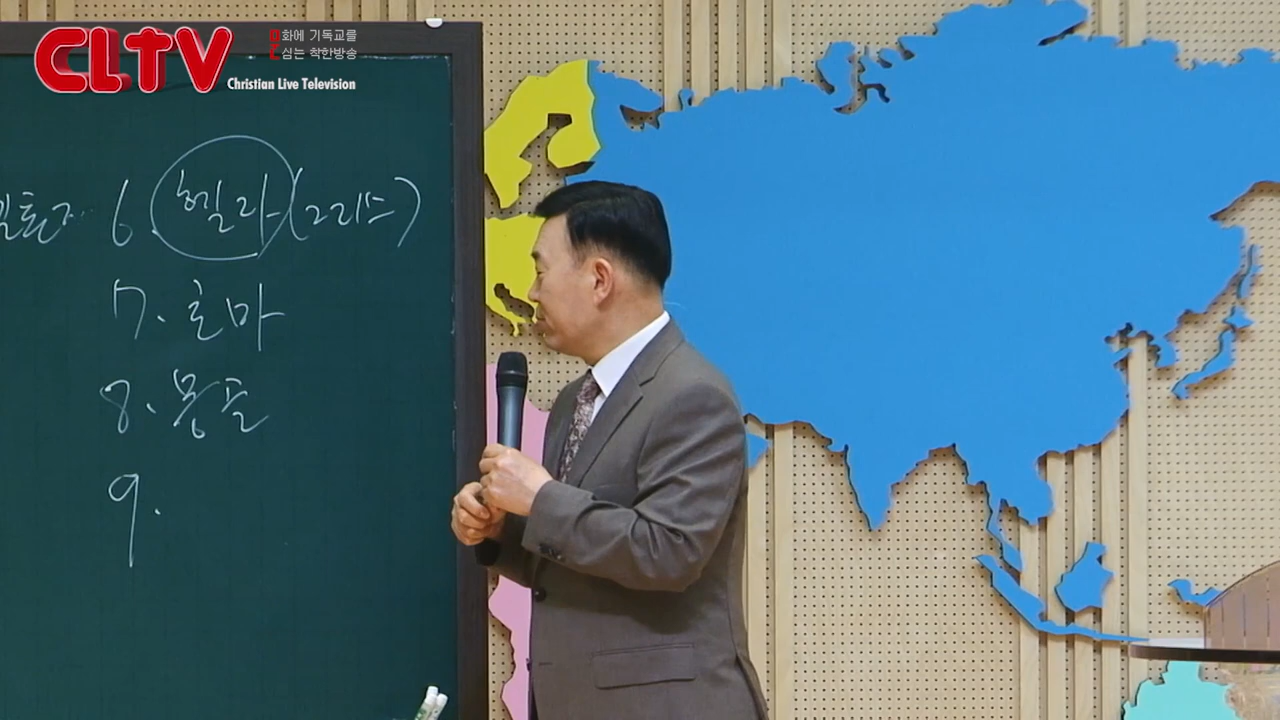 CLTV
화에 기독교를
심는 착한방송
Christian Live Television
6. 헬라 (그리스)
7. 로마
8. 몽골
9.